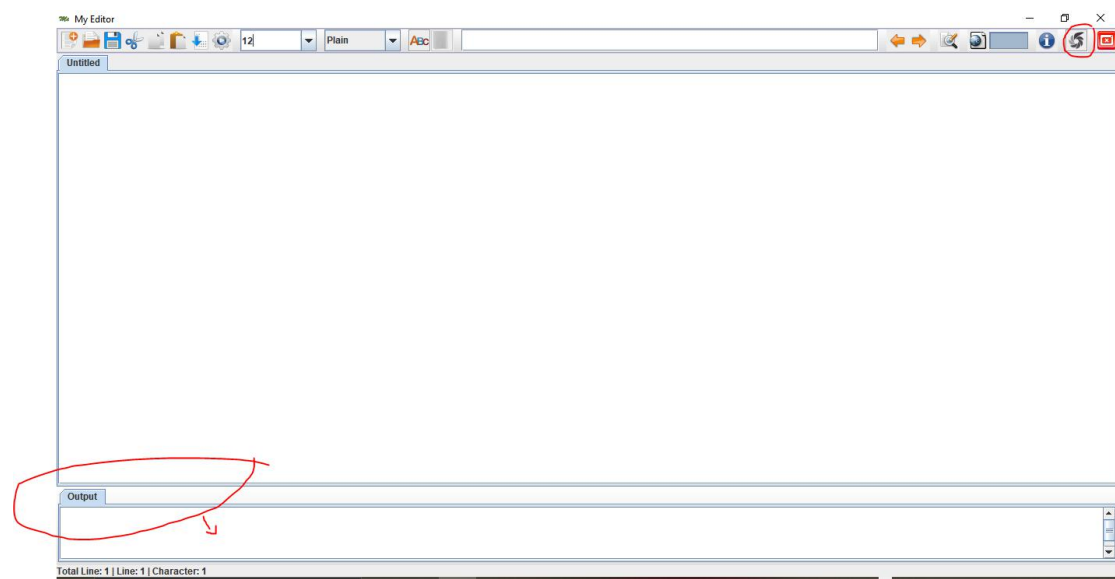 My Editor
12 Plain ABC
Untitled
Output
Total Line: 1 | Line: 1 | Character: 1